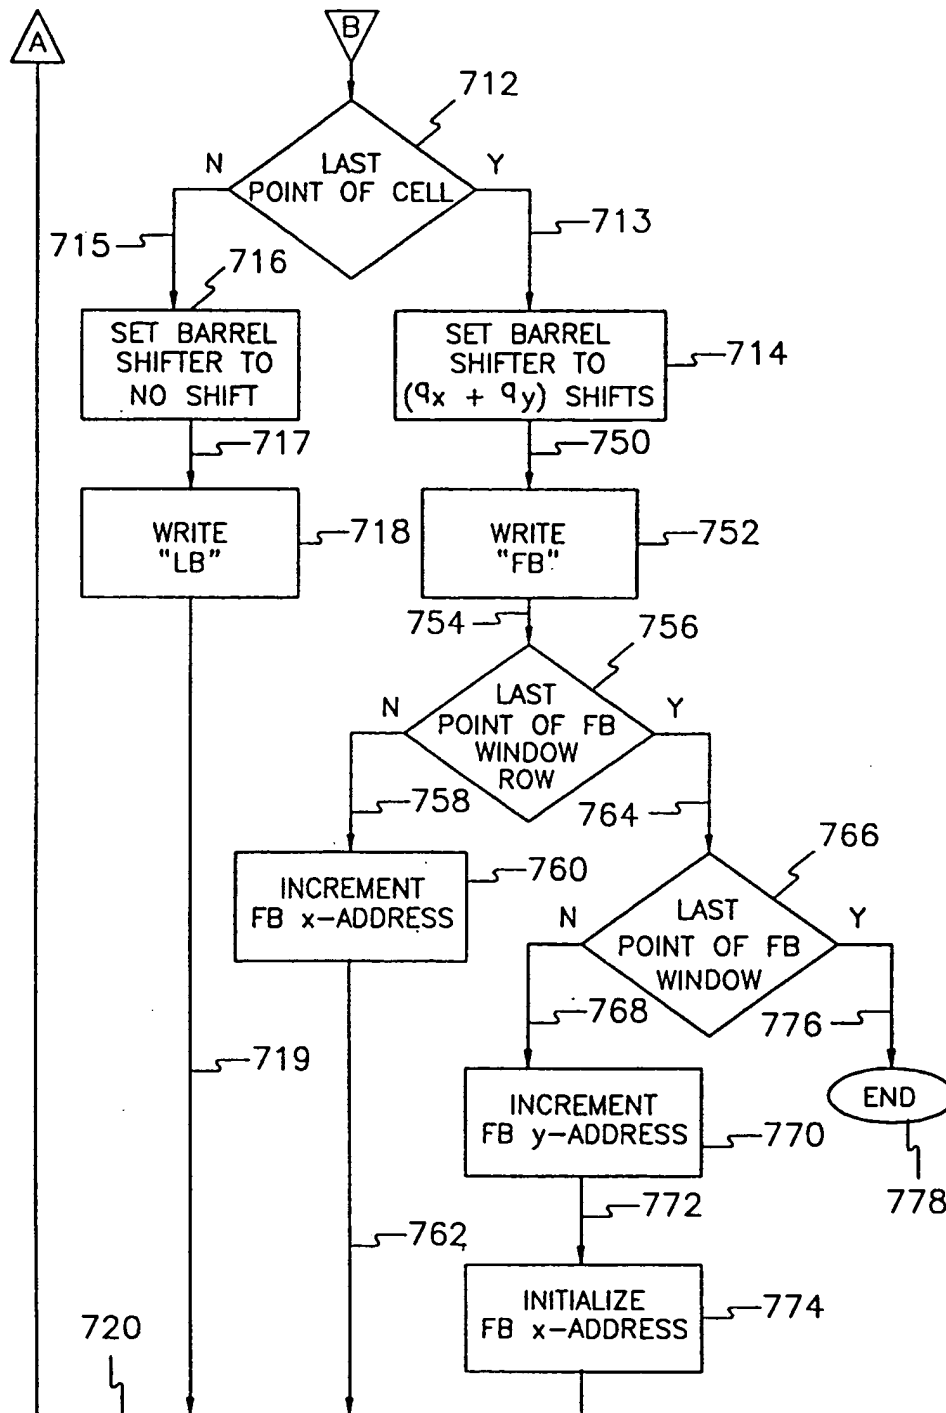 A
B
712
N
LAST
POINT OF CELL
Y
715
713
716
SET BARREL
SHIFTER TO
NO SHIFT
SET BARREL
SHIFTER TO
(qx + qy) SHIFTS
714
717
750
WRITE
"LB"
718
WRITE
"FB"
752
754
756
N
LAST
POINT OF FB
WINDOW
ROW
Y
758
764
766
INCREMENT
FB x-ADDRESS
760
N
LAST
POINT OF FB
WINDOW
Y
768
776
719
INCREMENT
FB y-ADDRESS
770
END
778
772
762
INITIALIZE
FB x-ADDRESS
774
720